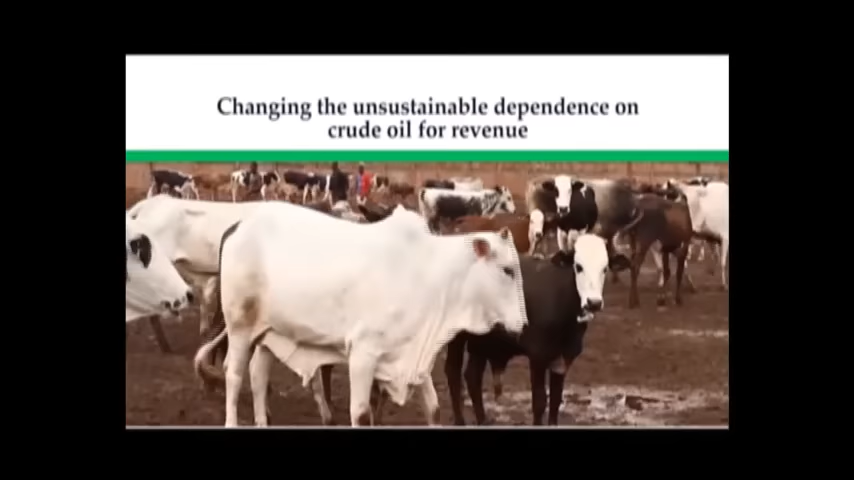 Changing the unsustainable dependence on
crude oil for revenue